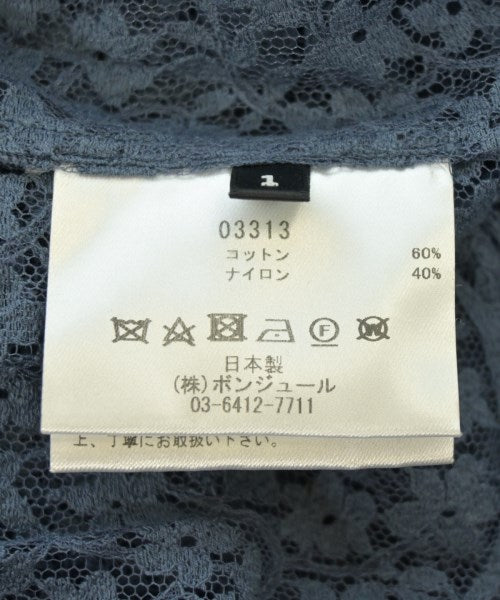 1
03313
コットン 60%
ナイロン 40%
F W
日本製
(株)ボンジュール
03-6412-7711
上、丁寧にお取扱い下さい。